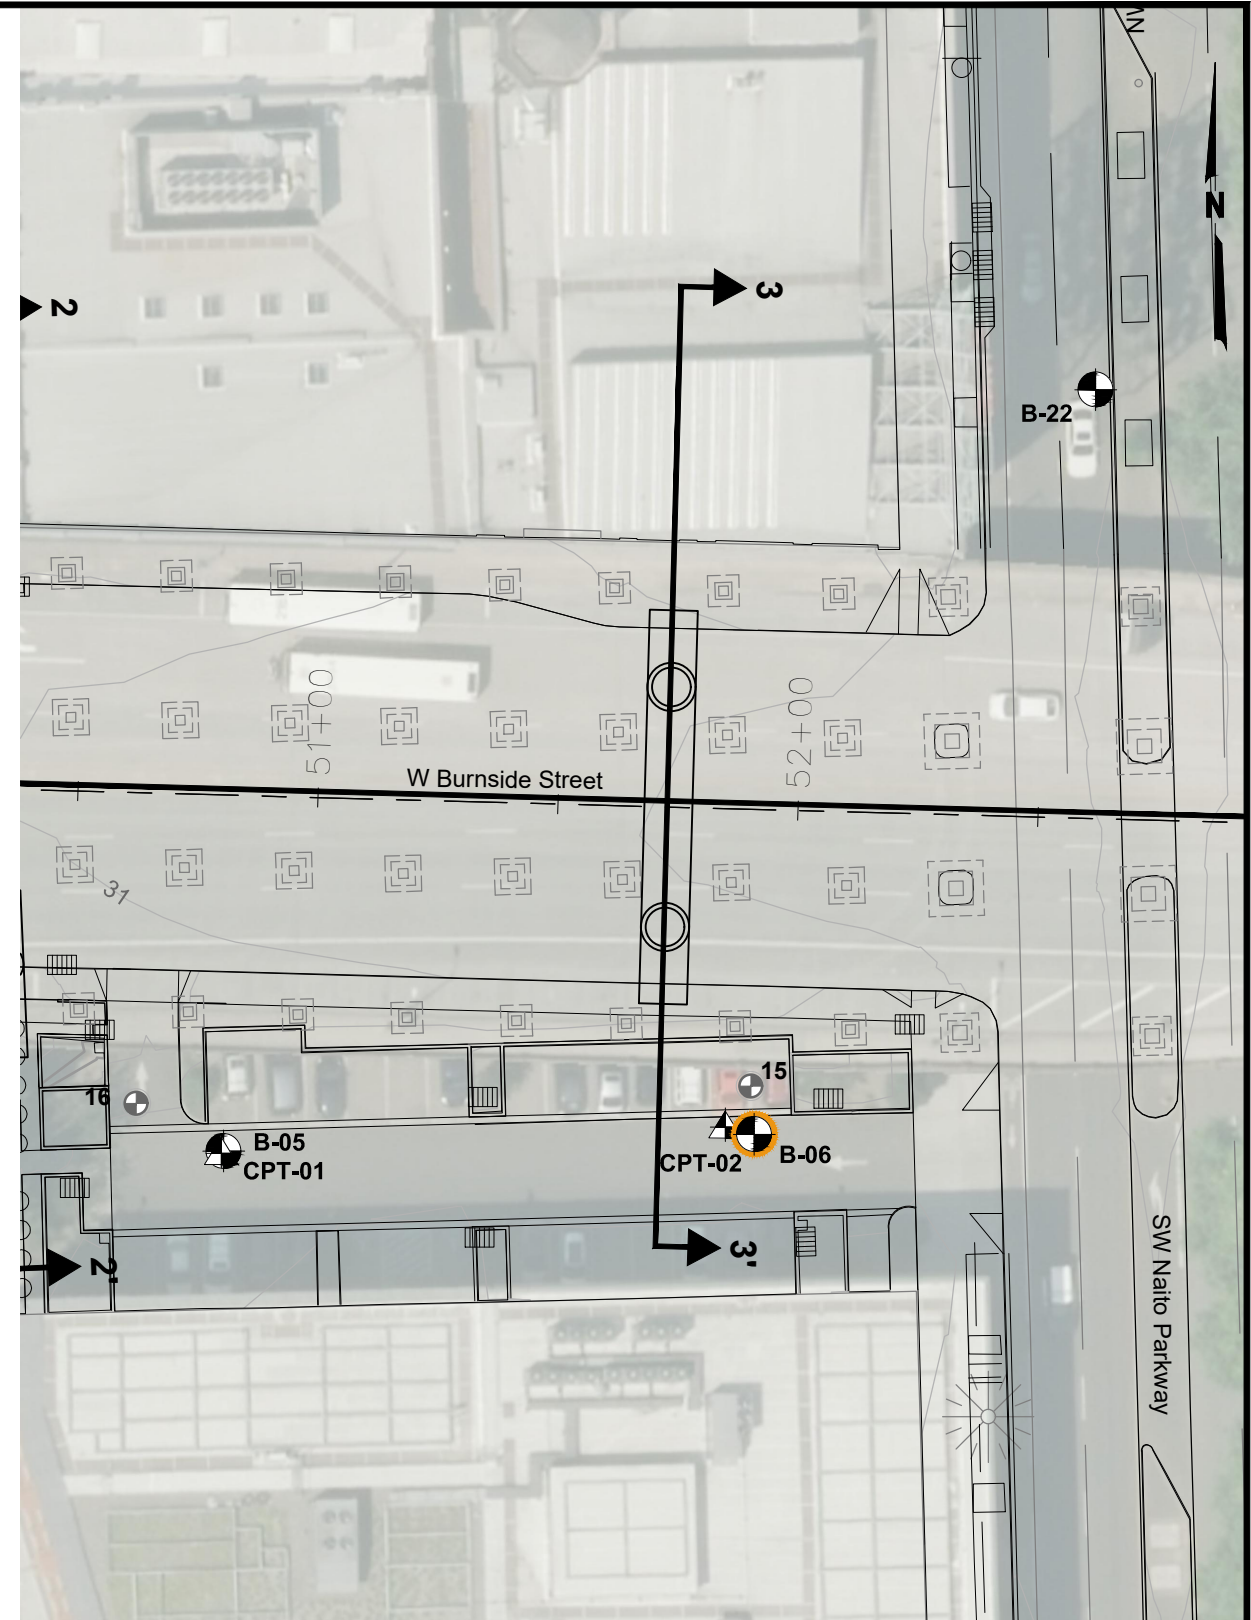 NW
N
2
3
B-22
51+00
52+00
W Burnside Street
31
15
16
B-05
CPT-01
CPT-02
B-06
3'
2'
SW Naito Parkway